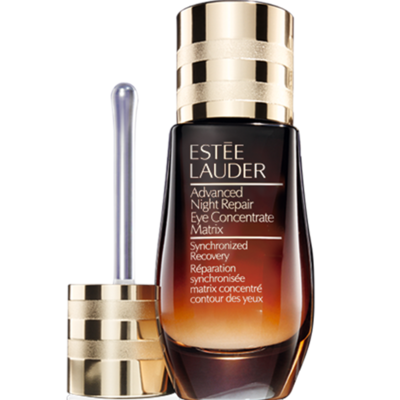 ESTĒE
LAUDER
Advanced
Night Repair
Eye Concentrate
Matrix
Synchronized
Recovery
Réparation
synchronisée
matrix concentré
contour des yeux